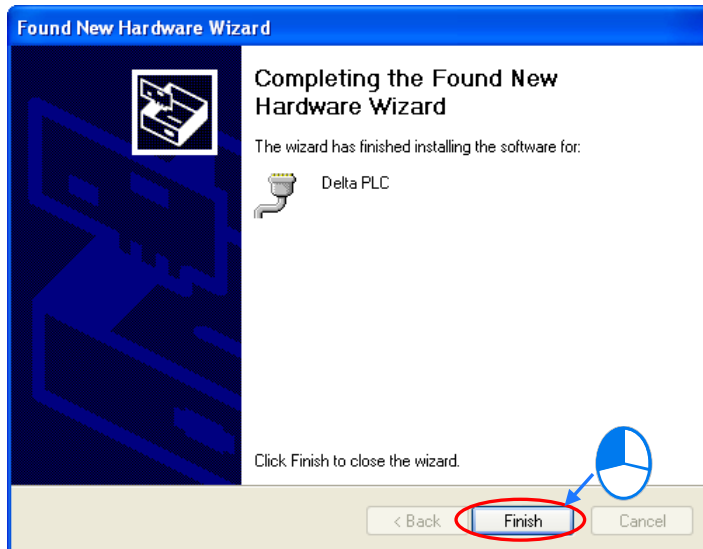 Found New Hardware Wizard
Completing the Found New
Hardware Wizard
The wizard has finished installing the software for:
Delta PLC
Click Finish to close the wizard.
< Back
Finish
Cancel